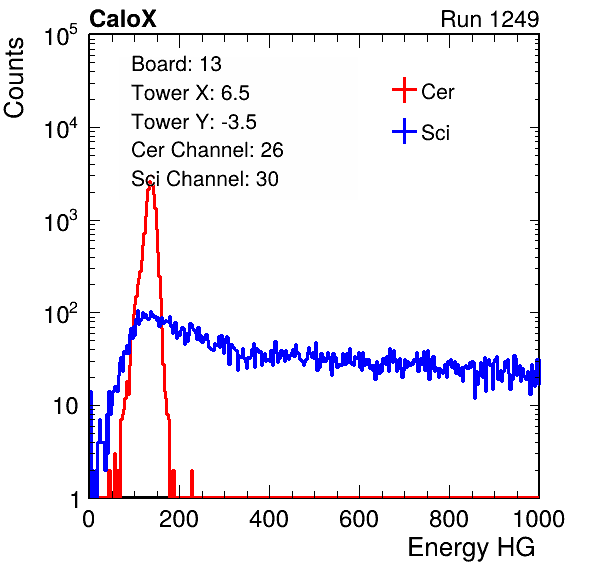 CaloX Run 1249
Board: 13
Tower X: 6.5
Tower Y: -3.5
Cer Channel: 26
Sci Channel: 30
Cer
Sci
Counts
10^5
10^4
10^3
10^2
10
1
0 200 400 600 800 1000
Energy HG